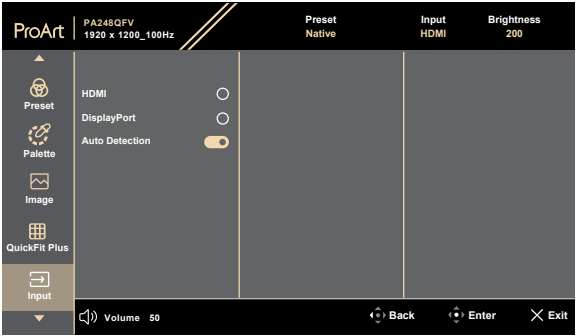 ProArt
PA248QFV
1920 x 1200_100Hz
Preset
Native
Input
HDMI
Brightness
200
Preset
Palette
Image
QuickFit Plus
Input
HDMI
DisplayPort
Auto Detection
Volume 50
Back
Enter
Exit